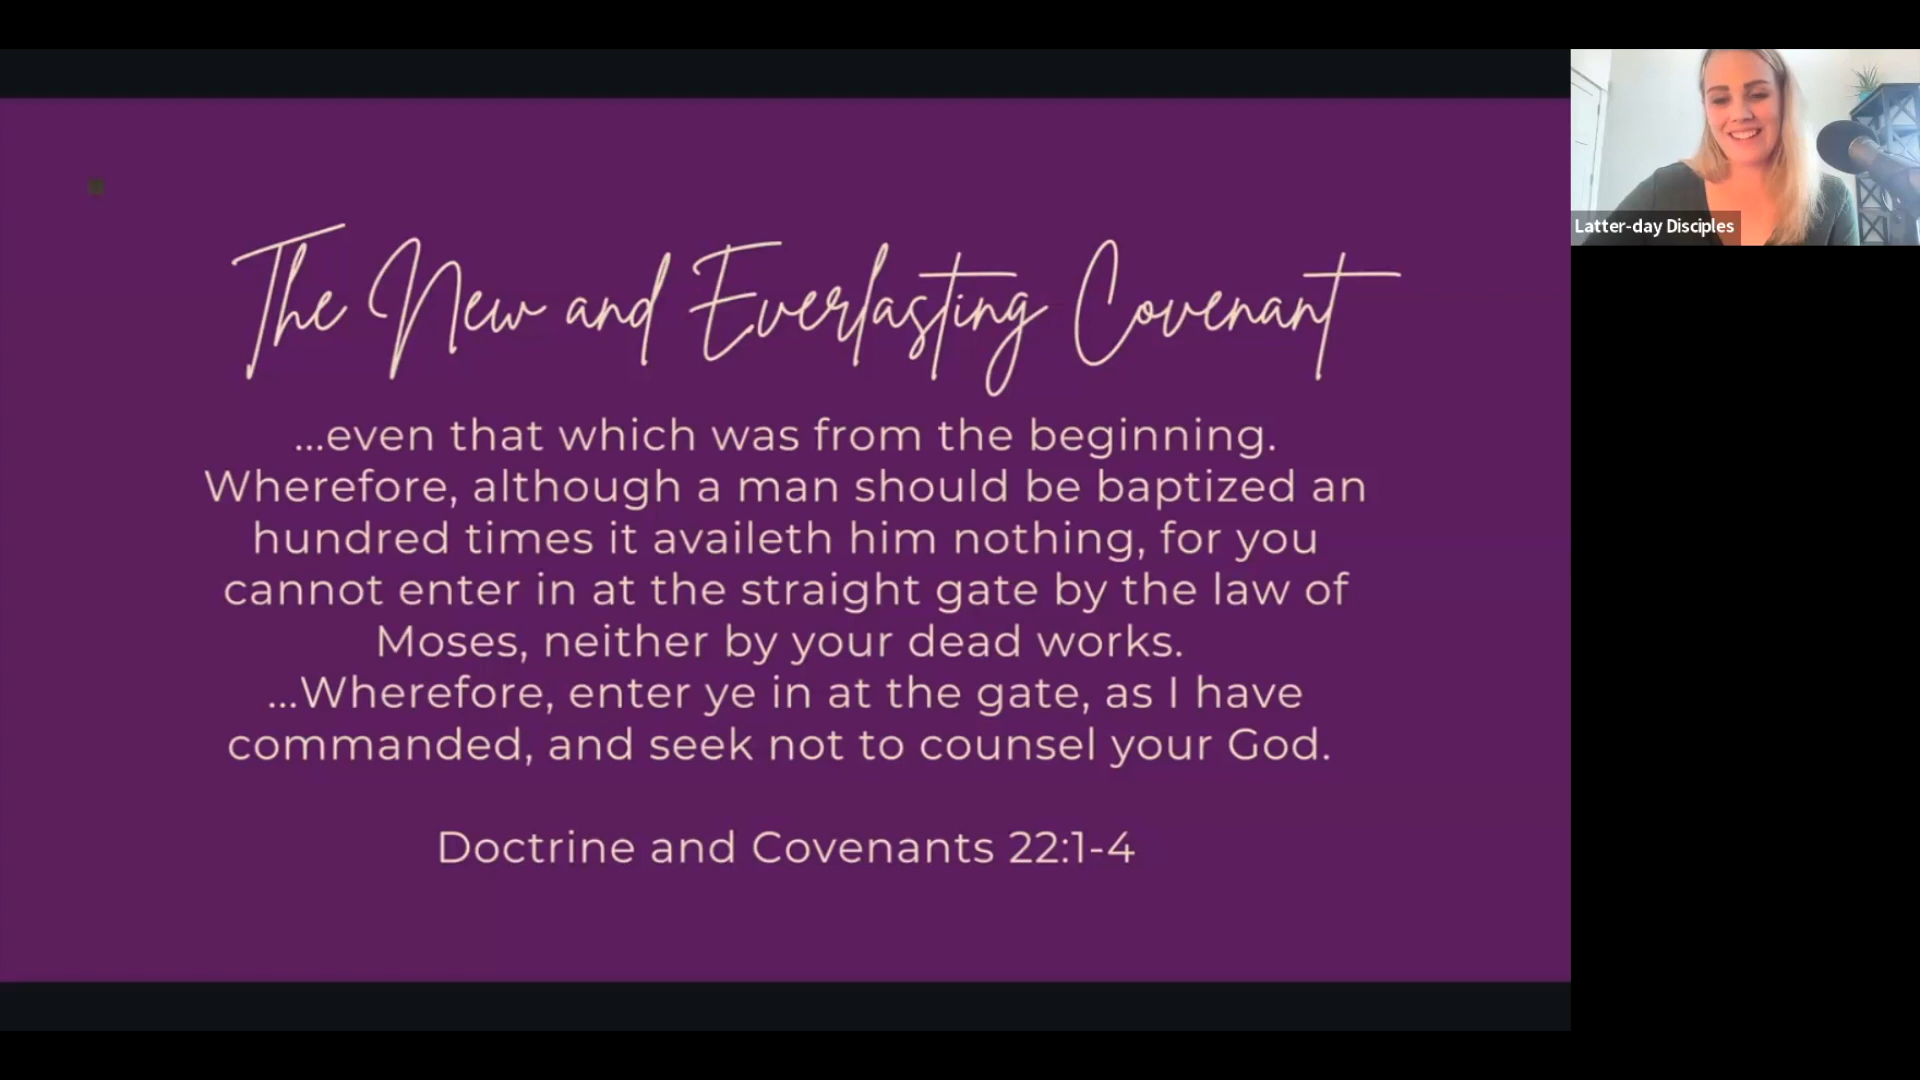 The New and Everlasting Covenant
...even that which was from the beginning.
Wherefore, although a man should be baptized an
hundred times it availeth him nothing, for you
cannot enter in at the straight gate by the law of
Moses, neither by your dead works.
...Wherefore, enter ye in at the gate, as I have
commanded, and seek not to counsel your God.
Doctrine and Covenants 22:1-4
Latter-day Disciples